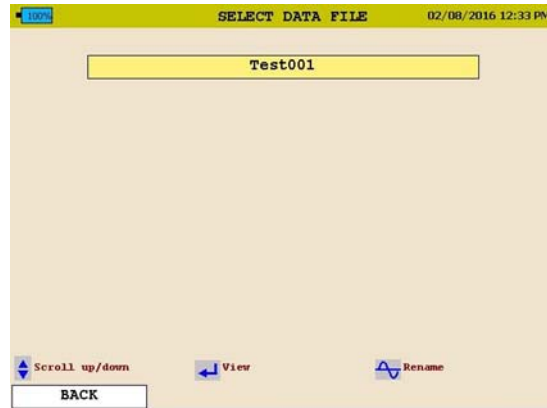 100% SELECT DATA FILE 02/08/2016 12:33 PM
Test001
Scroll up/down View Rename
BACK